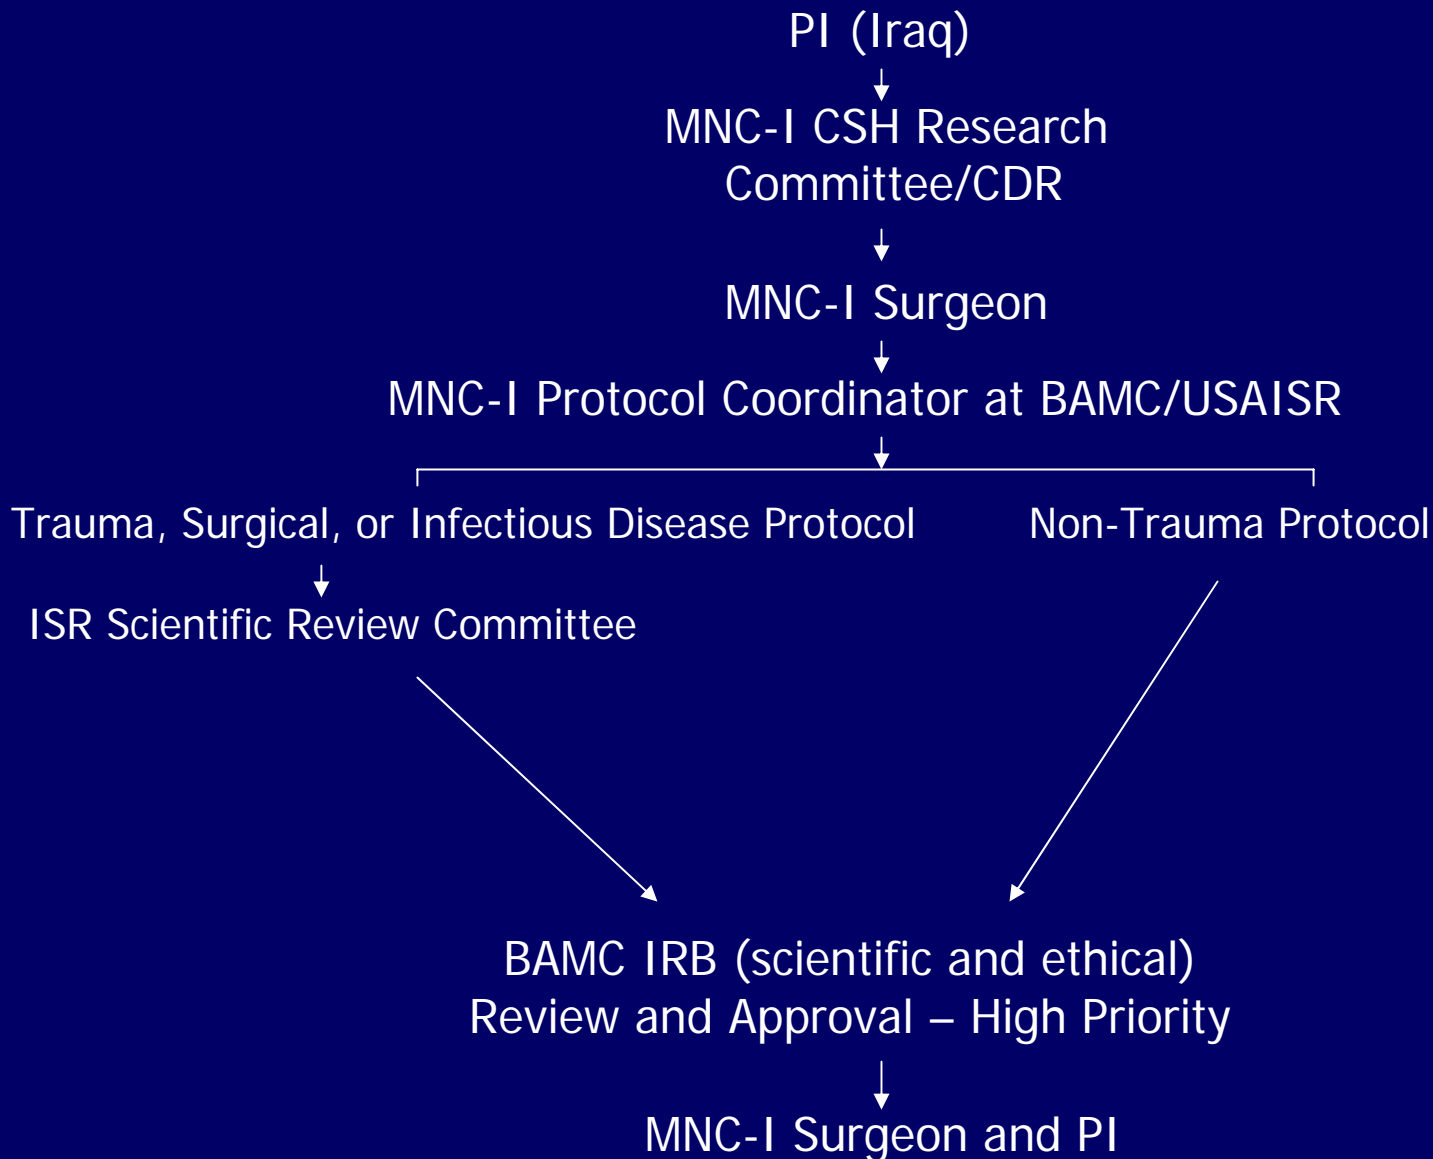 PI (Iraq)
MNC-I CSH Research
Committee/CDR
MNC-I Surgeon
MNC-I Protocol Coordinator at BAMC/USAISR
Trauma, Surgical, or Infectious Disease Protocol
Non-Trauma Protocol
ISR Scientific Review Committee
BAMC IRB (scientific and ethical)
Review and Approval – High Priority
MNC-I Surgeon and PI